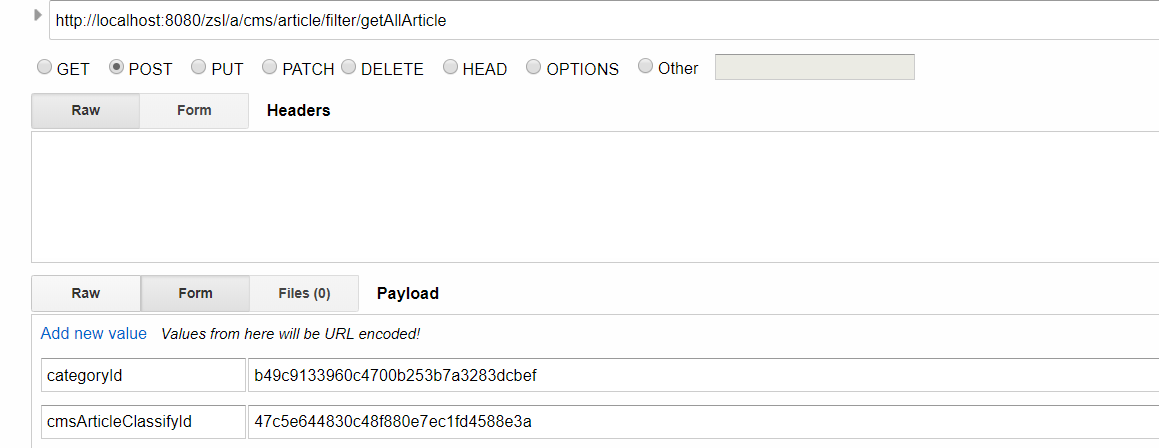 http://localhost:8080/zsl/a/cms/article/filter/getAllArticle
GET POST PUT PATCH DELETE HEAD OPTIONS Other
Raw Form Headers
Raw Form Files (0) Payload
Add new value Values from here will be URL encoded!
categoryId b49c9133960c4700b253b7a3283dcbef
cmsArticleClassifyId 47c5e644830c48f880e7ec1fd4588e3a